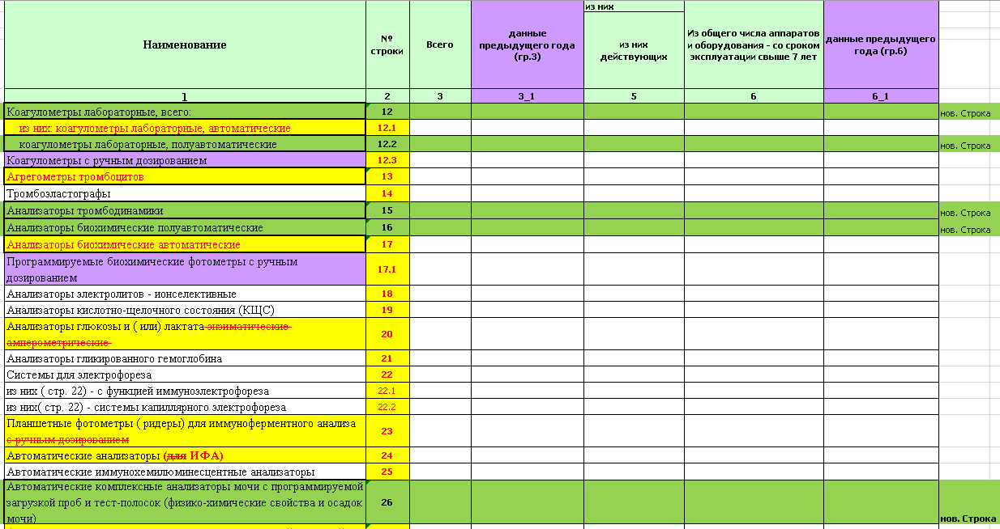 из них
Наименование
№
строки
Всего
данные
предыдущего года
(гр.3)
из них
действующих
Из общего числа аппаратов
и оборудования - со сроком
эксплуатации свыше 7 лет
данные предыдущего
года (гр.6)
1 2 3 3_1 5 6 6_1
Коагулометры лабораторные, всего: 12 нов. Строка
из них: коагулометры лабораторные, автоматические 12.1
коагулометры лабораторные, полуавтоматические 12.2 нов. Строка
Коагулометры с ручным дозированием 12.3
Агрегометры тромбоцитов 13
Тромбоэластографы 14
Анализаторы тромбодинамики 15 нов. Строка
Анализаторы биохимические полуавтоматические 16 нов. Строка
Анализаторы биохимические автоматические 17
Программируемые биохимические фотометры с ручным
дозированием 17.1
Анализаторы электролитов - ионселективные 18
Анализаторы кислотно-щелочного состояния (КЩС) 19
Анализаторы глюкозы и ( или) лактата энзиматические
амперометрические 20
Анализаторы гликированного гемоглобина 21
Системы для электрофореза 22
из них ( стр. 22) - с функцией иммуноэлектрофореза 22.1
из них( стр. 22) - системы капиллярного электрофореза 22.2
Планшетные фотометры ( ридеры) для иммуноферментного анализа
с ручным дозированием 23
Автоматические анализаторы (для ИФА) 24
Автоматические иммунохемилюминесцентные анализаторы 25
Автоматические комплексные анализаторы мочи с программируемой
загрузкой проб и тест-полосок (физико-химические свойства и осадок
мочи) 26 нов. Строка